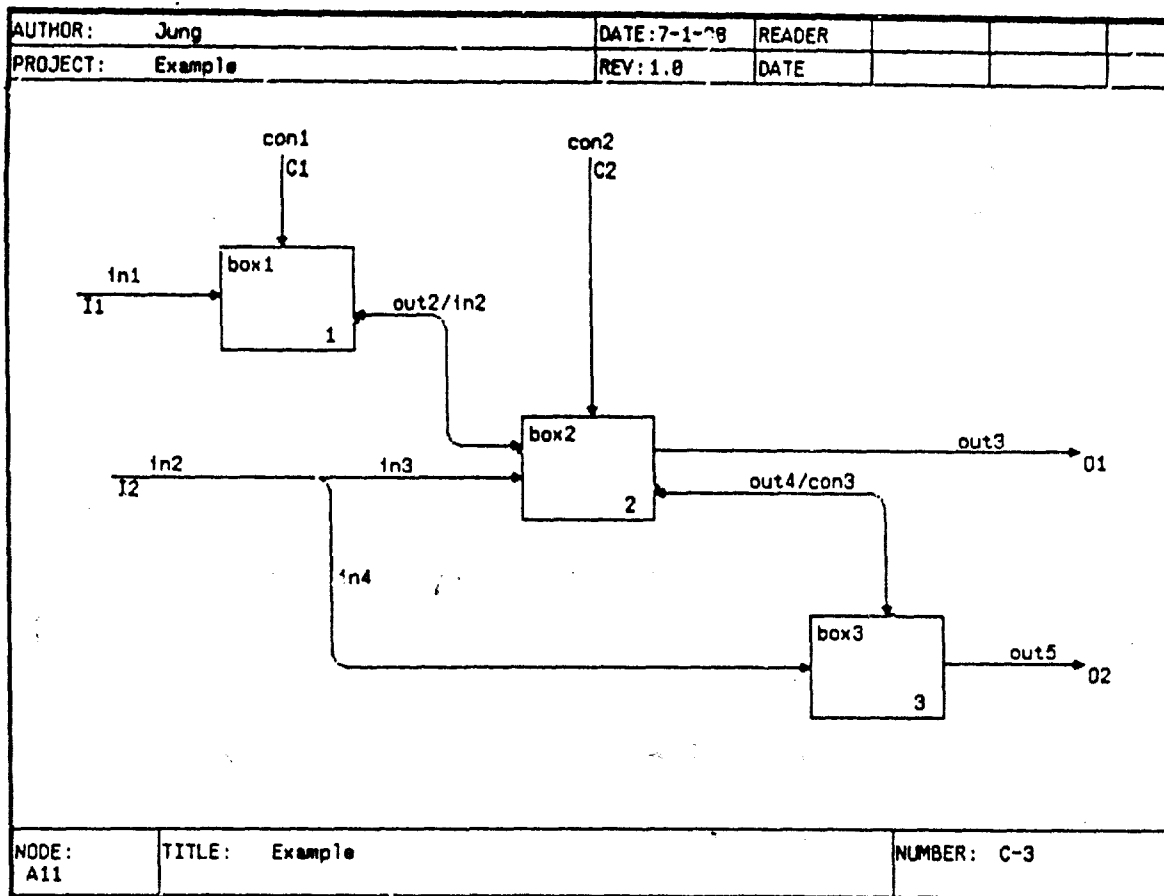 AUTHOR: Jung DATE: READER
PROJECT: Example REV:1.0 DATE
con1 con2
C1 C2
box1
in1
I1
out2/in2
1
box2
in2 in3 out3
I2 O1
out4/con3
2
in4
box3
out5
O2
3
NODE: TITLE: Example NUMBER: C-3
A11